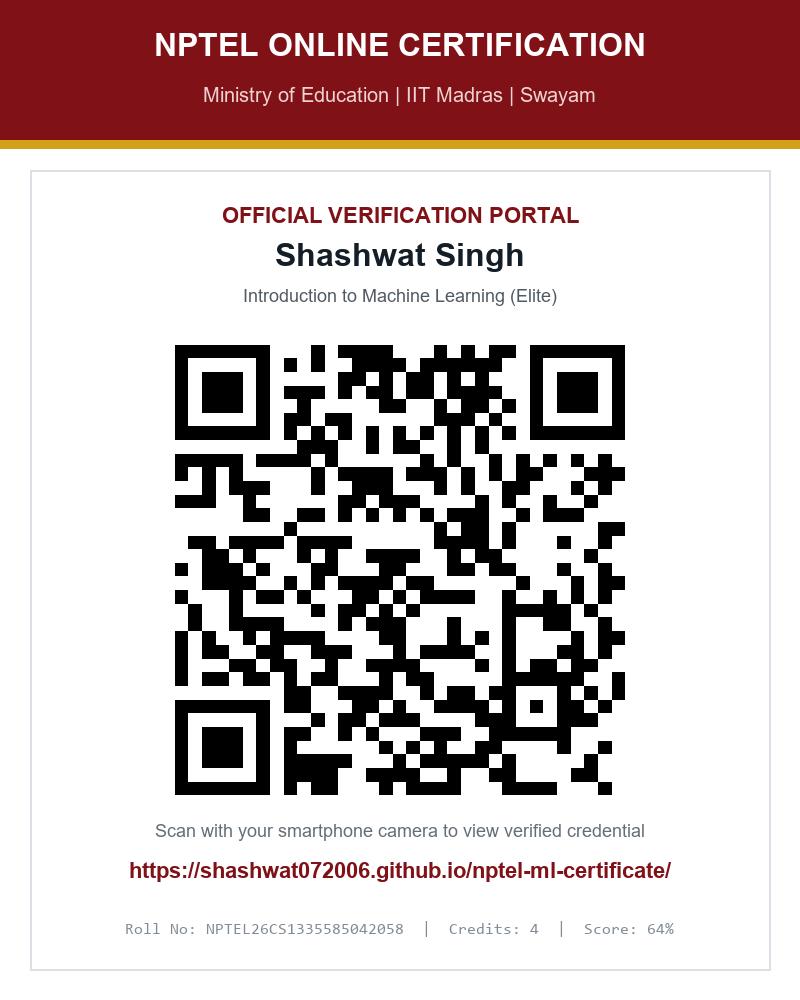 NPTEL ONLINE CERTIFICATION
Ministry of Education | IIT Madras | Swayam
OFFICIAL VERIFICATION PORTAL
Shashwat Singh
Introduction to Machine Learning (Elite)
Scan with your smartphone camera to view verified credential
https://shashwat072006.github.io/nptel-ml-certificate/
Roll No: NPTEL26CS1335585042058 | Credits: 4 | Score: 64%